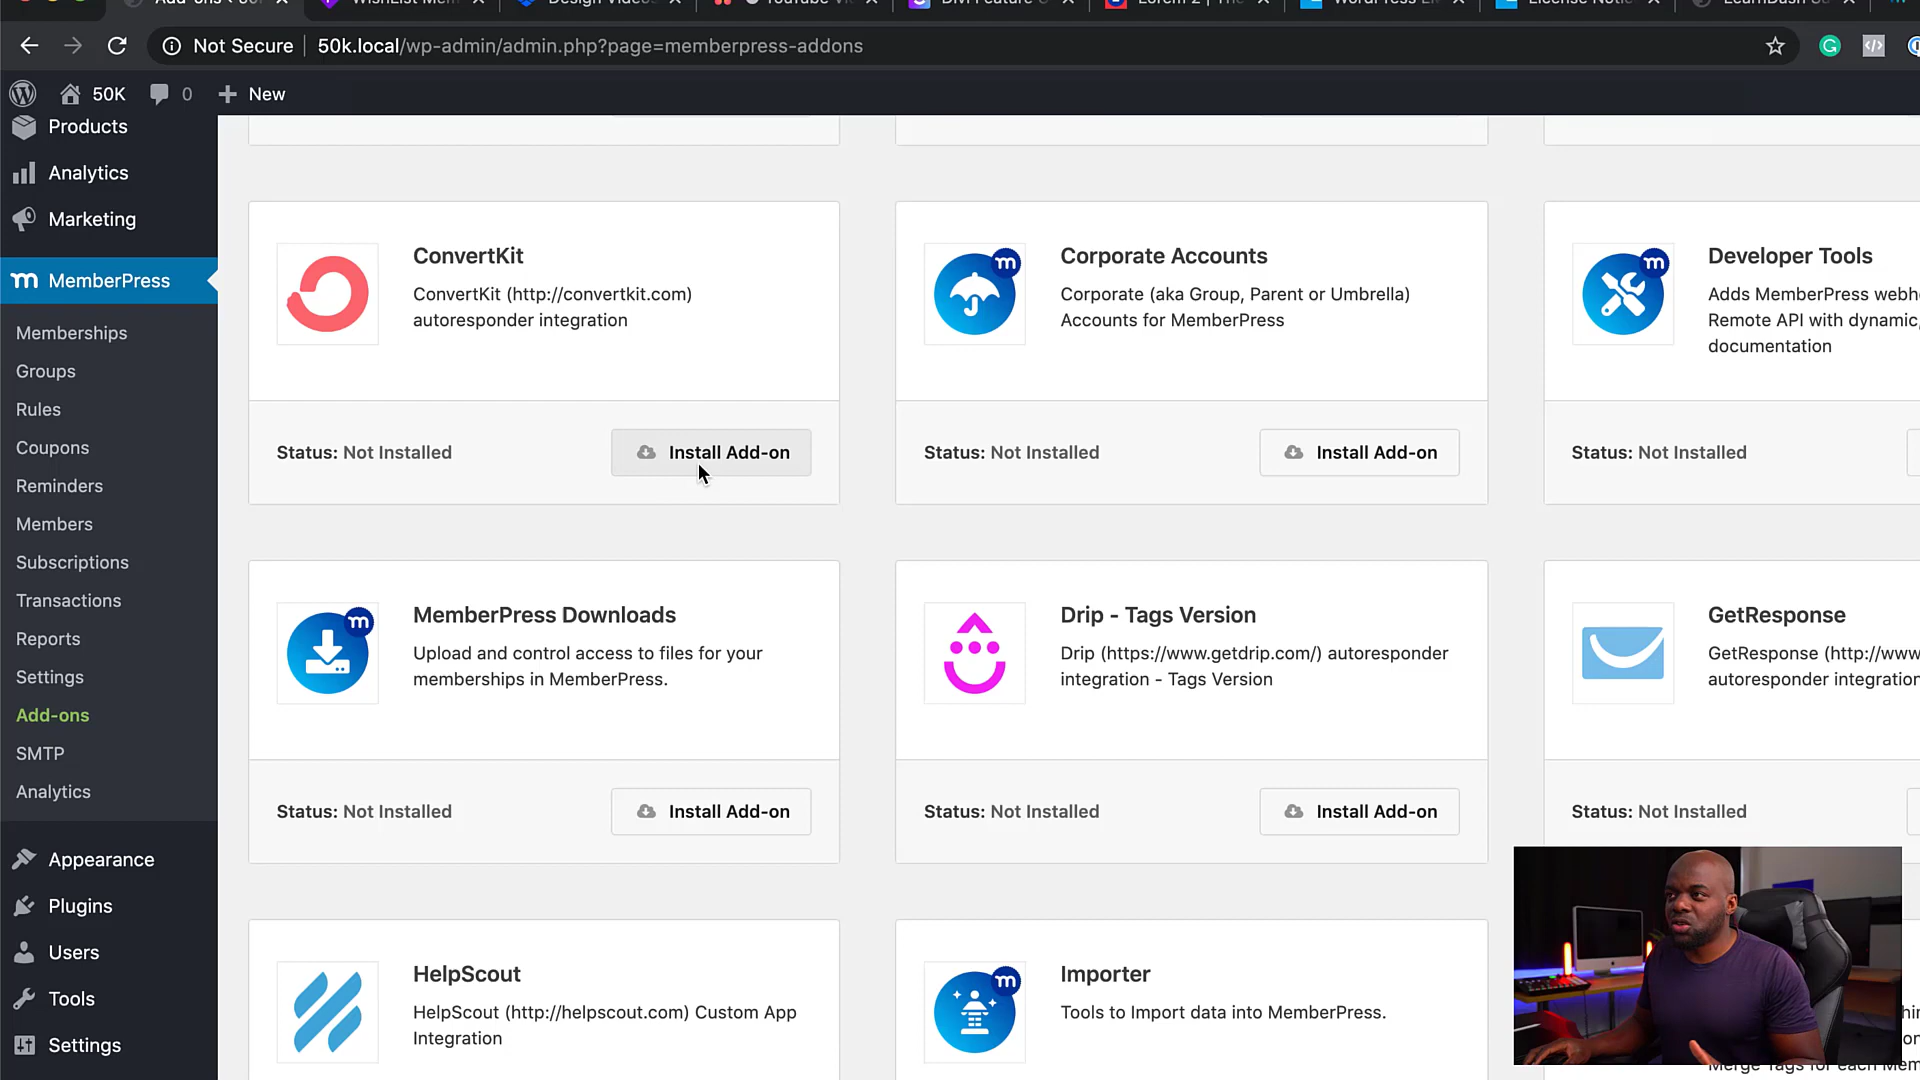 Not Secure
50k.local/wp-admin/admin.php?page=memberpress-addons
50K
0
New
Products
Analytics
Marketing
MemberPress
Memberships
Groups
Rules
Coupons
Reminders
Members
Subscriptions
Transactions
Reports
Settings
Add-ons
SMTP
Analytics
Appearance
Plugins
Users
Tools
Settings
ConvertKit
ConvertKit (http://convertkit.com)
autoresponder integration
Status: Not Installed
Install Add-on
Corporate Accounts
Corporate (aka Group, Parent or Umbrella)
Accounts for MemberPress
Status: Not Installed
Install Add-on
Developer Tools
Adds MemberPress
Remote API with dynamic,
documentation
Status: Not Installed
MemberPress Downloads
Upload and control access to files for your
memberships in MemberPress.
Status: Not Installed
Install Add-on
Drip - Tags Version
Drip (https://www.getdrip.com/) autoresponder
integration - Tags Version
Status: Not Installed
Install Add-on
GetResponse
GetResponse (http://www
autoresponder integration
Status: Not Installed
HelpScout
HelpScout (http://helpscout.com) Custom App
Integration
Importer
Tools to Import data into MemberPress.